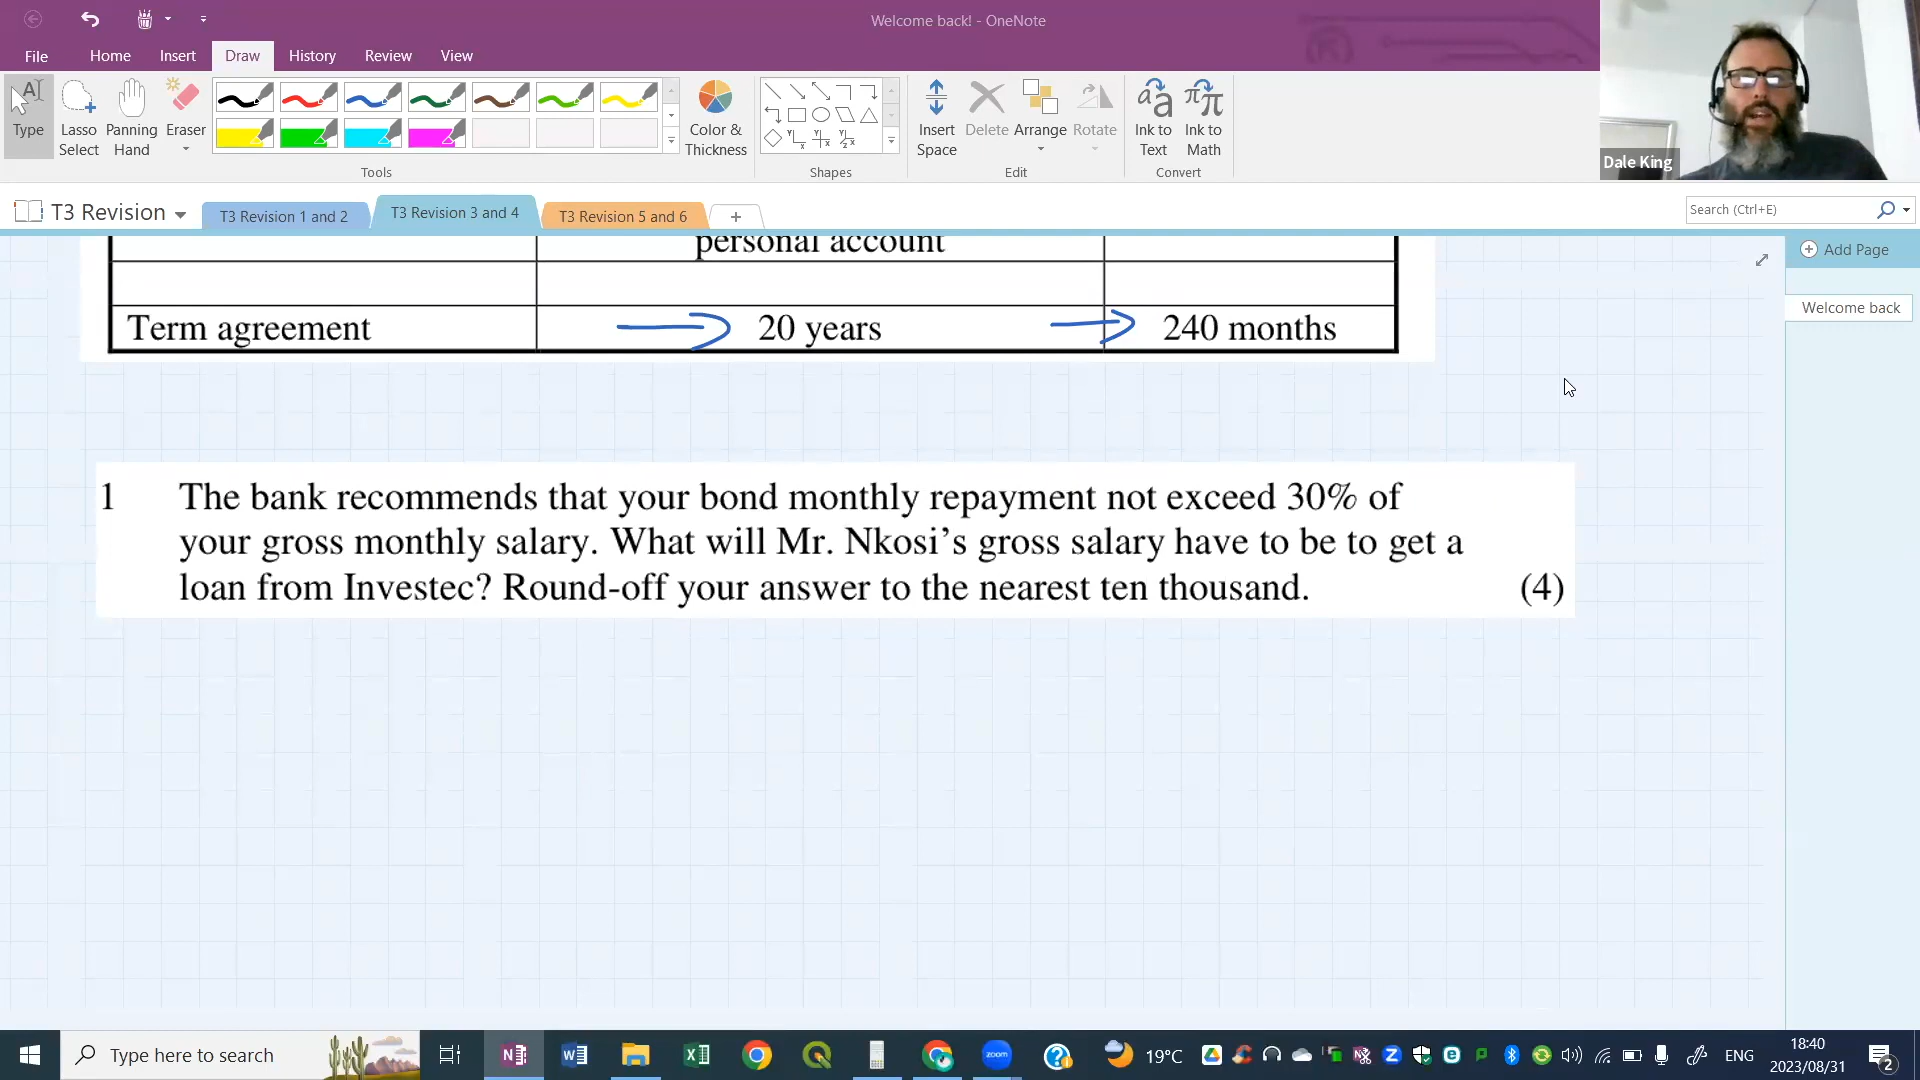 Welcome back! - OneNote
File
Home
Insert
Draw
History
Review
View
Type
Lasso
Select
Panning
Hand
Eraser
Color &
Thickness
Insert
Space
Delete
Arrange
Rotate
Ink to
Text
Ink to
Math
Tools
Shapes
Edit
Convert
Dale King
T3 Revision
T3 Revision 1 and 2
T3 Revision 3 and 4
T3 Revision 5 and 6
Search (Ctrl+E)
Add Page
Welcome back
personal account
Term agreement 20 years 240 months
1 The bank recommends that your bond monthly repayment not exceed 30% of
your gross monthly salary. What will Mr. Nkosi’s gross salary have to be to get a
loan from Investec? Round-off your answer to the nearest ten thousand. (4)
Type here to search
zoom
19°C
ENG
18:40
2023/08/31
2